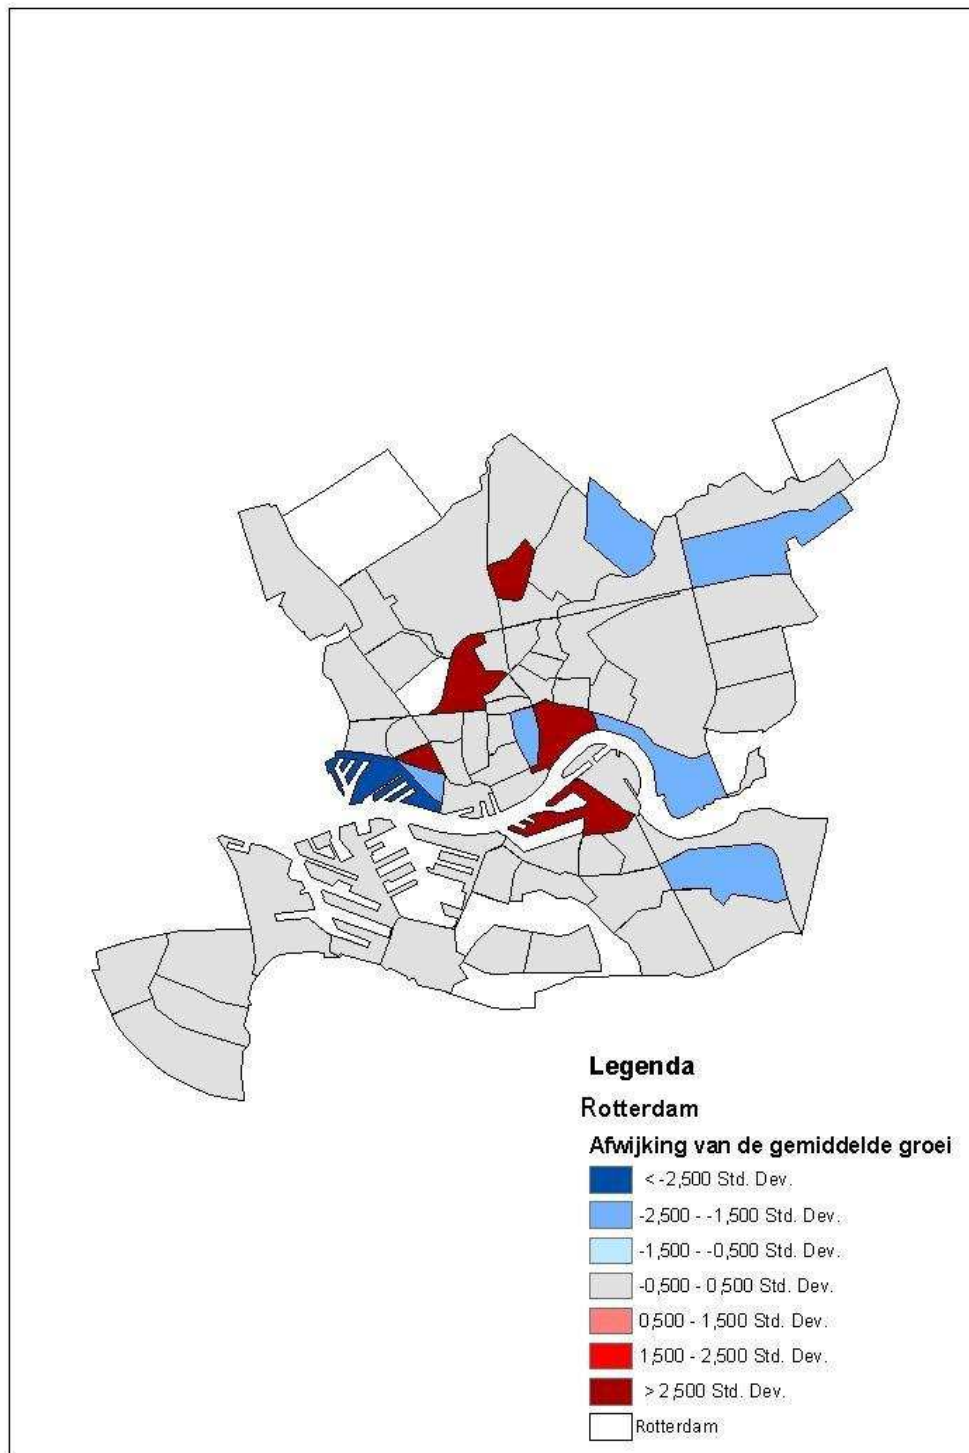 Legenda
Rotterdam
Afwijking van de gemiddelde groei
< -2,500 Std. Dev.
-2,500 - -1,500 Std. Dev.
-1,500 - -0,500 Std. Dev.
-0,500 - 0,500 Std. Dev.
0,500 - 1,500 Std. Dev.
1,500 - 2,500 Std. Dev.
> 2,500 Std. Dev.
Rotterdam